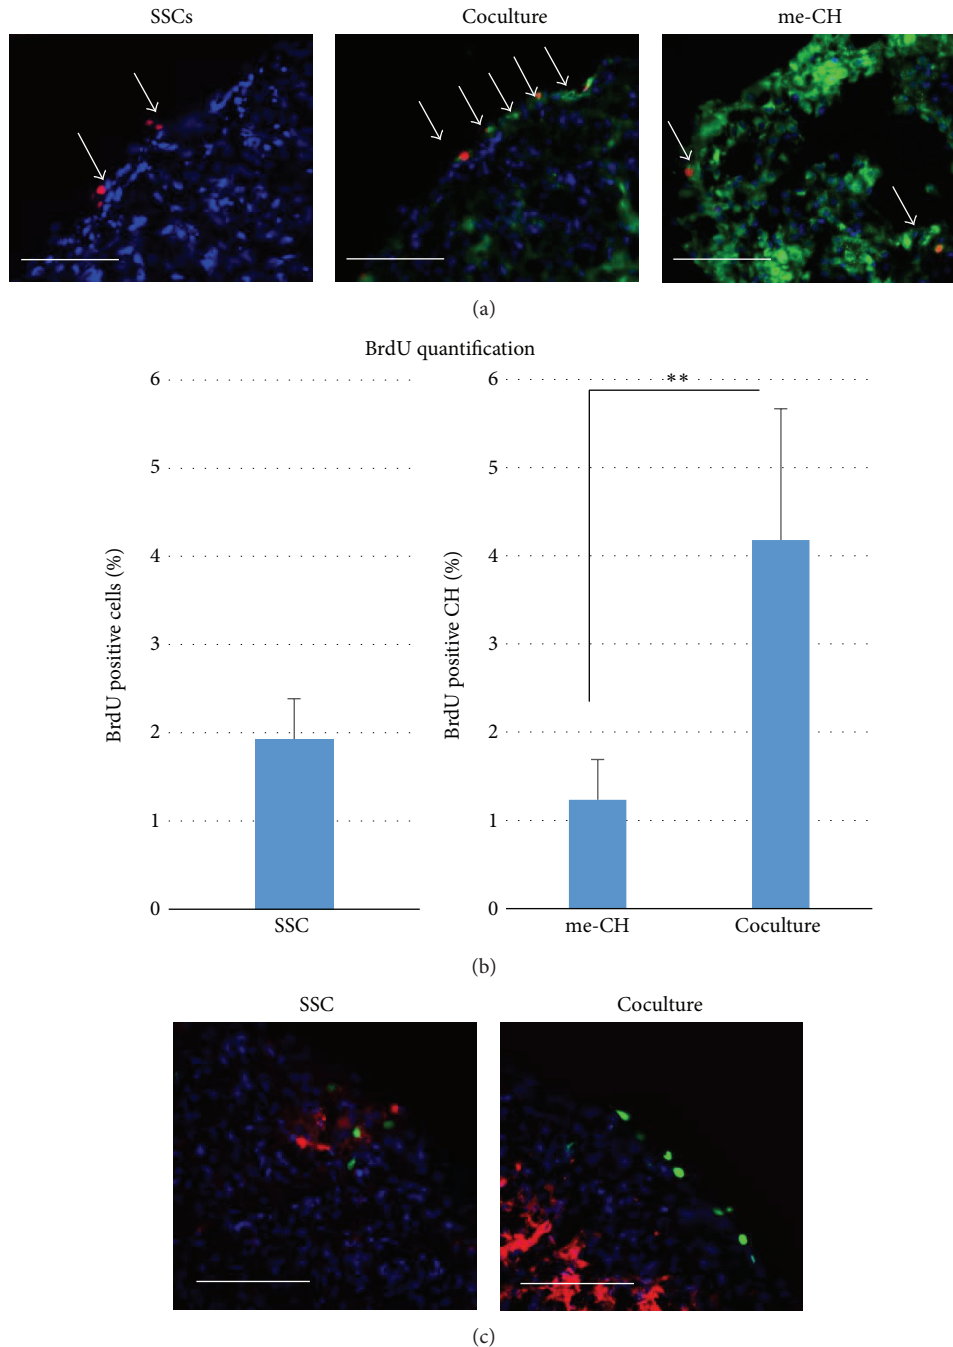 SSCs Coculture me-CH
(a)
BrdU quantification
6
5
4
3
2
1
0
BrdU positive cells (%)
SSC
6
5
4
3
2
1
0
BrdU positive CH (%)
**
me-CH Coculture
(b)
SSC Coculture
(c)